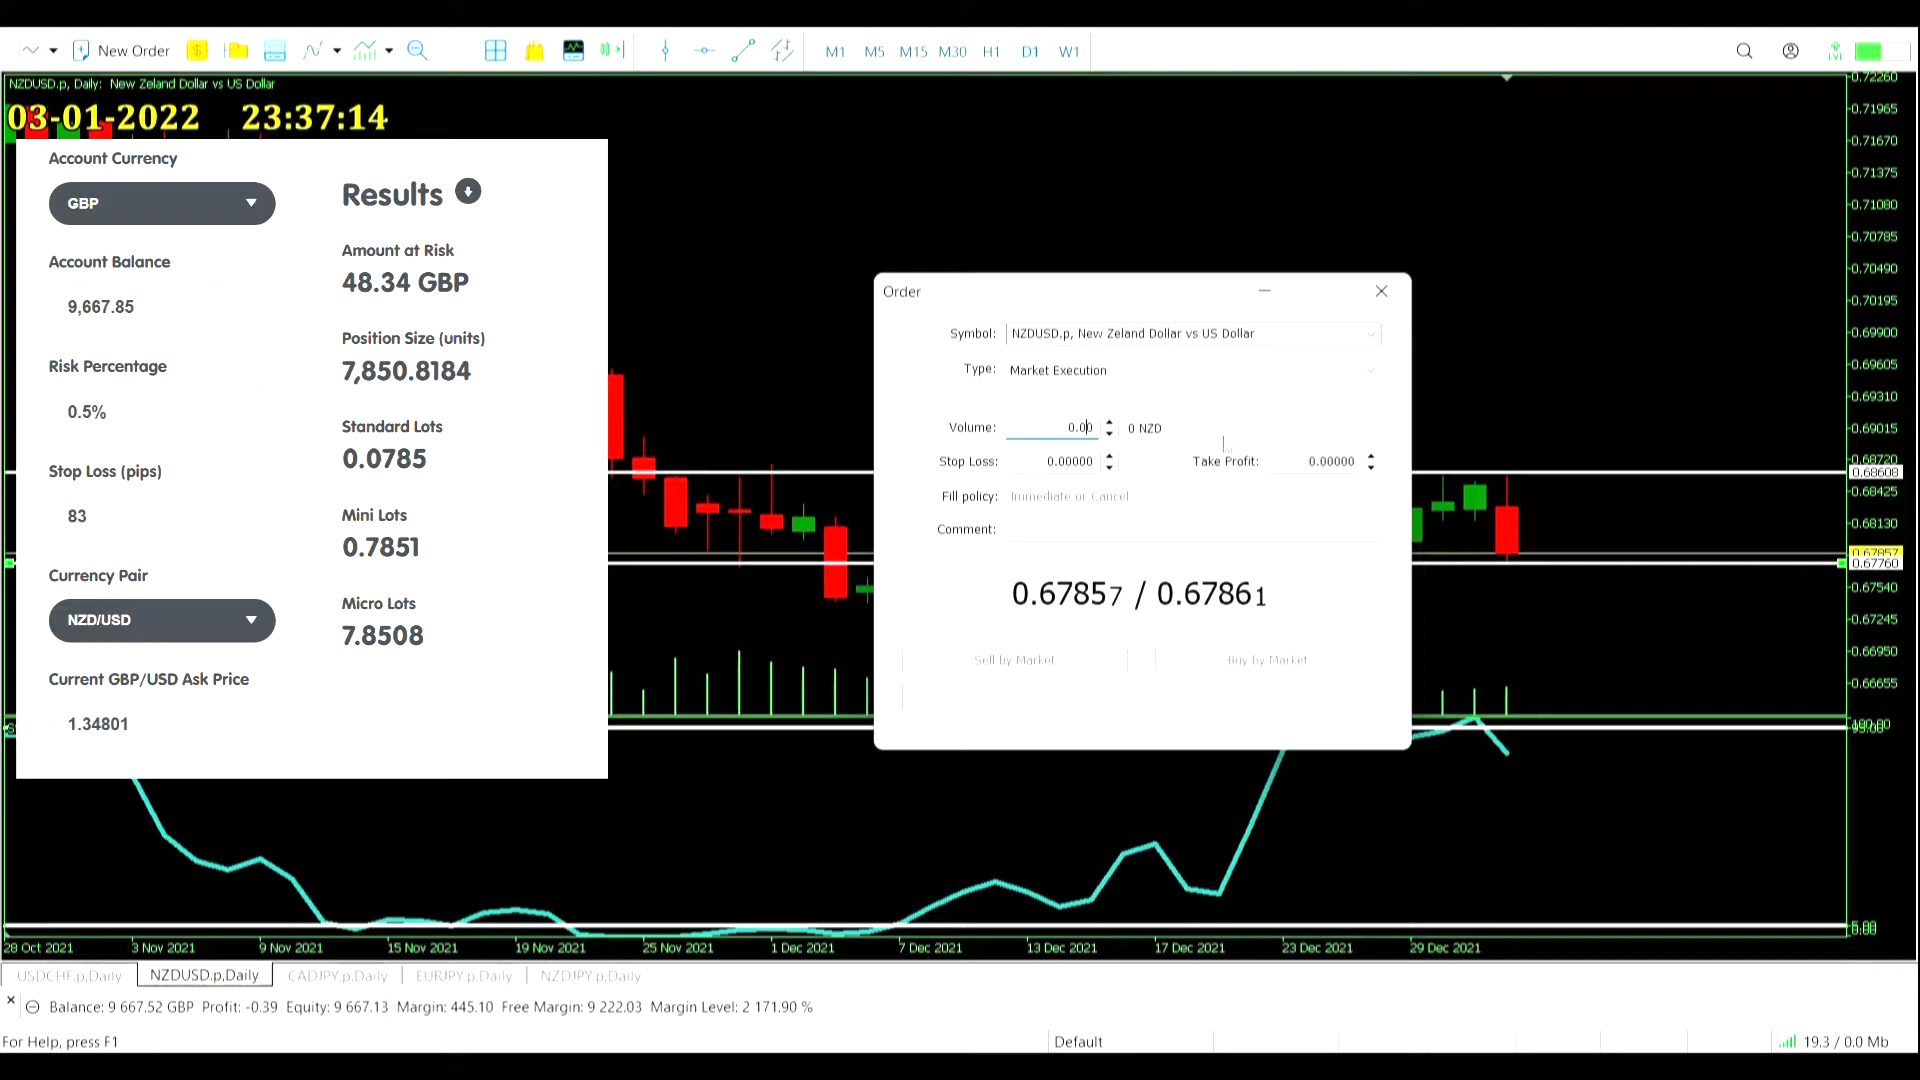 New Order M1 M5 M15 M30 H1 D1 W1
NZDUSD.p, Daily: New Zeland Dollar vs US Dollar
03-01-2022 23:37:14
Account Currency
GBP
Account Balance
9,667.85
Risk Percentage
0.5%
Stop Loss (pips)
83
Currency Pair
NZD/USD
Current GBP/USD Ask Price
1.34801
Results
Amount at Risk
48.34 GBP
Position Size (units)
7,850.8184
Standard Lots
0.0785
Mini Lots
0.7851
Micro Lots
7.8508
Order
Symbol: NZDUSD.p, New Zeland Dollar vs US Dollar
Type: Market Execution
Volume: 0.00 0 NZD
Stop Loss: 0.00000 Take Profit: 0.00000
Fill policy: Immediate or Cancel
Comment:
0.67857 / 0.67861
Sell by Market Buy by Market
0.72260
0.71965
0.71670
0.71375
0.71080
0.70785
0.70490
0.70195
0.69900
0.69605
0.69310
0.69015
0.68720
0.68608
0.68425
0.68130
0.67857
0.67760
0.67540
0.67245
0.66950
0.66655
28 Oct 2021 3 Nov 2021 9 Nov 2021 15 Nov 2021 19 Nov 2021 25 Nov 2021 1 Dec 2021 7 Dec 2021 13 Dec 2021 17 Dec 2021 23 Dec 2021 29 Dec 2021
USDCHF.p,Daily NZDUSD.p,Daily CADJPY.p,Daily EURJPY.p,Daily NZDJPY.p,Daily
Balance: 9 667.52 GBP Profit: -0.39 Equity: 9 667.13 Margin: 445.10 Free Margin: 9 222.03 Margin Level: 2 171.90 %
For Help, press F1 Default 19.3 / 0.0 Mb